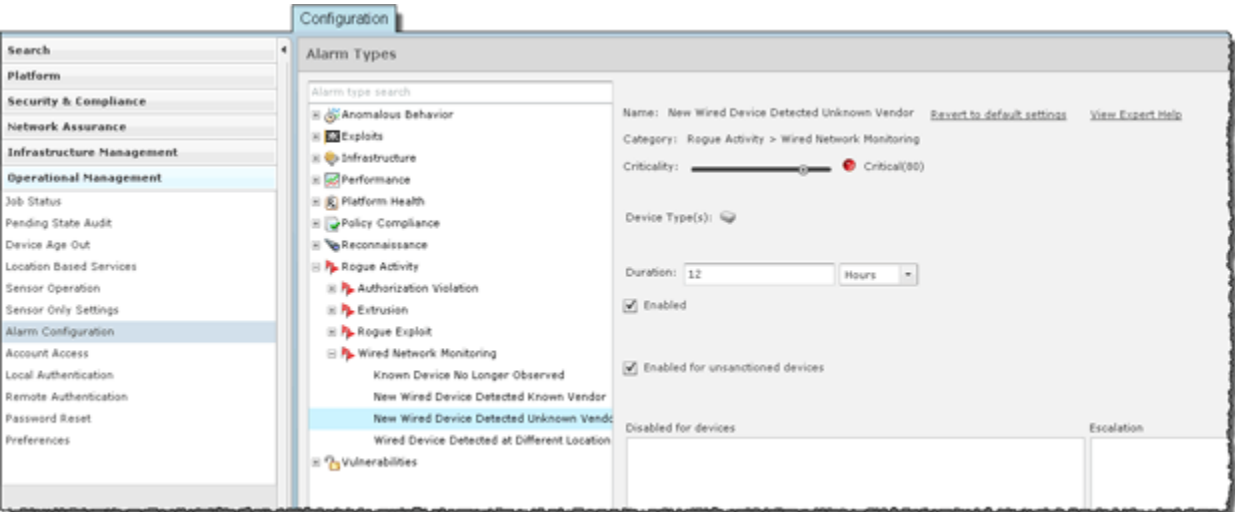 Configuration
Search
Platform
Security & Compliance
Network Assurance
Infrastructure Management
Operational Management
Job Status
Pending State Audit
Device Age Out
Location Based Services
Sensor Operation
Sensor Only Settings
Alarm Configuration
Account Access
Local Authentication
Remote Authentication
Password Reset
Preferences
Alarm Types
Alarm type search
Anomalous Behavior
Exploits
Infrastructure
Performance
Platform Health
Policy Compliance
Reconnaissance
Rogue Activity
Authorization Violation
Extrusion
Rogue Exploit
Wired Network Monitoring
Known Device No Longer Observed
New Wired Device Detected Known Vendor
New Wired Device Detected Unknown Vendo
Wired Device Detected at Different Location
Vulnerabilities
Name: New Wired Device Detected Unknown Vendor Revert to default settings View Expert Help
Category: Rogue Activity > Wired Network Monitoring
Criticality: Critical(80)
Device Type(s):
Duration: 12 Hours
Enabled
Enabled for unsanctioned devices
Disabled for devices Escalation